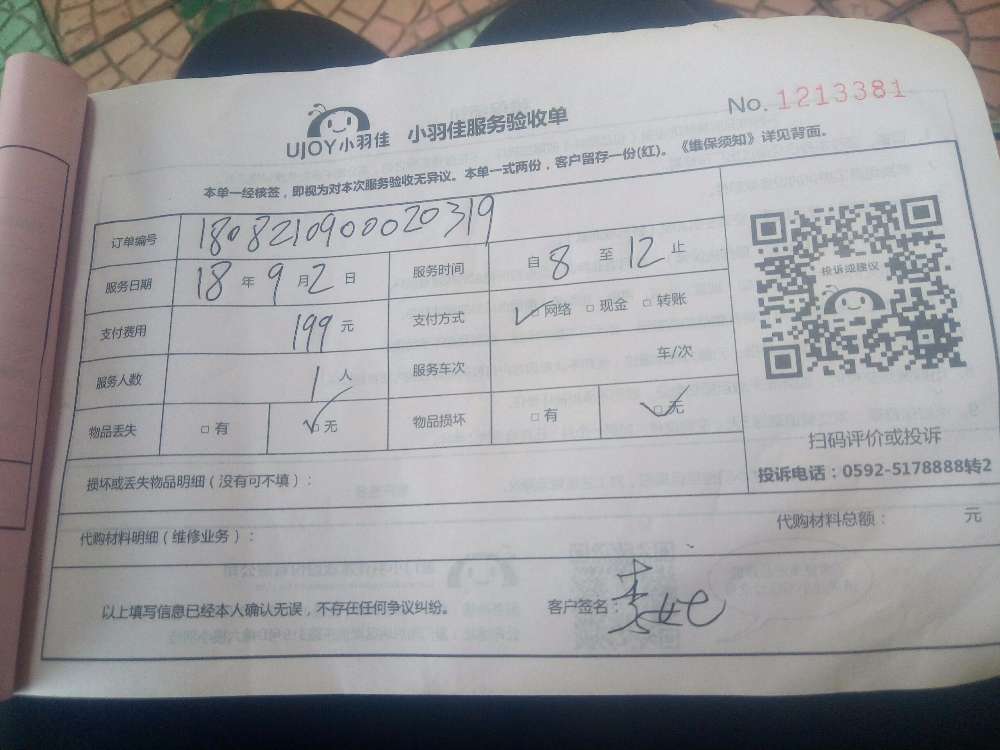 UJOY小羽佳 小羽佳服务验收单 No. 1213381
本单一经核签，即视为对本次服务验收无异议。本单一式两份，客户留存一份(红)。《维保须知》详见背面。
订单编号 180821090020319
服务日期 18 年 9 月 2 日 服务时间 自 8 至 12 止
支付费用 199 元 支付方式 ☑网络 □现金 □转账
服务人数 1 人 服务车次 车/次
物品丢失 □有 ☑无 物品损坏 □有 ☑无
投诉或建议
扫码评价或投诉
投诉电话：0592-5178888转2
损坏或丢失物品明细（没有可不填）：
代购材料明细（维修业务）： 代购材料总额： 元
以上填写信息已经本人确认无误，不存在任何争议纠纷。 客户签名：